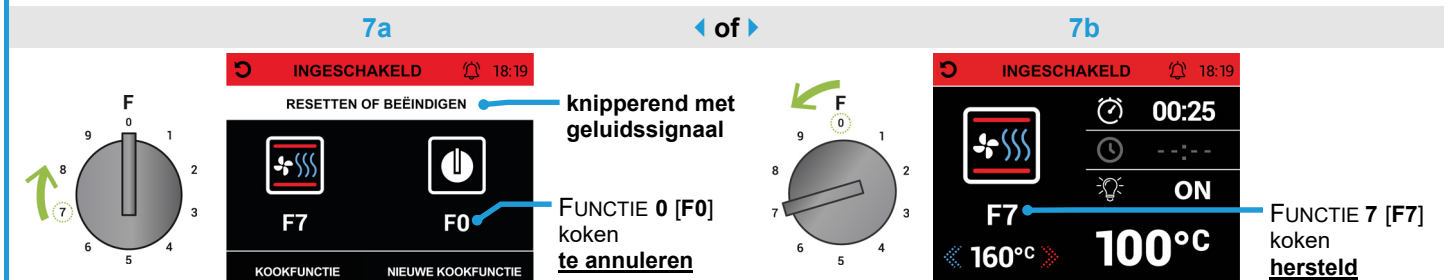 7a
of
7b
F
0
1
2
3
4
5
6
7
8
9
INGESCHAKELD 18:19
RESETTEN OF BEËINDIGEN
F7 F0
KOOKFUNCTIE NIEUWE KOOKFUNCTIE
knipperend met
geluidssignaal
FUNCTIE 0 [F0]
koken
te annuleren
F
0
1
2
3
4
5
6
7
8
9
INGESCHAKELD 18:19
00:25
--:--
ON
F7
160°C 100°C
FUNCTIE 7 [F7]
koken
hersteld